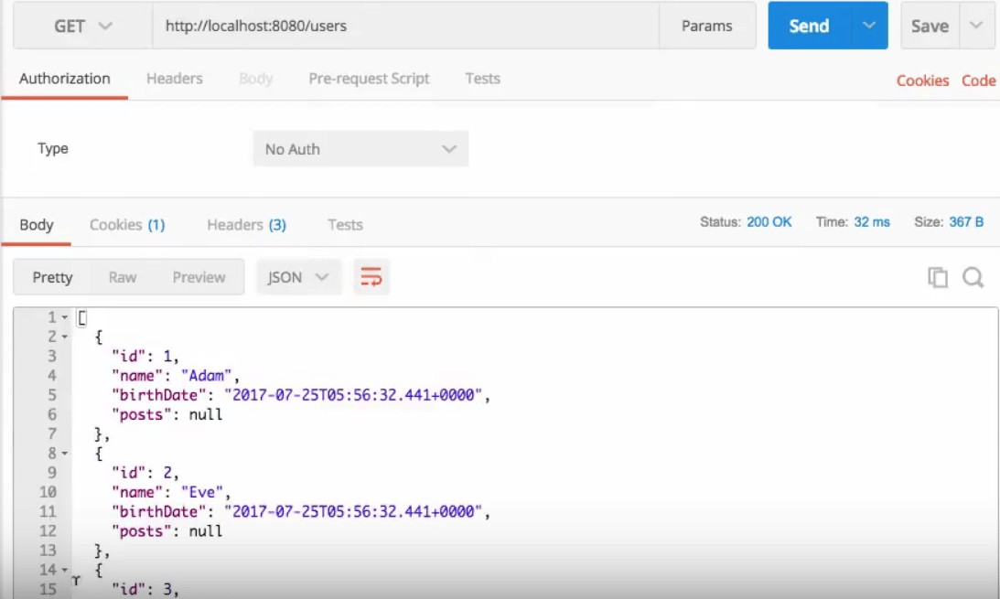 GET http://localhost:8080/users Params Send Save
Authorization Headers Body Pre-request Script Tests Cookies Code
Type No Auth
Body Cookies (1) Headers (3) Tests Status: 200 OK Time: 32 ms Size: 367 B
Pretty Raw Preview JSON
1 [
2 {
3 "id": 1,
4 "name": "Adam",
5 "birthDate": "2017-07-25T05:56:32.441+0000",
6 "posts": null
7 },
8 {
9 "id": 2,
10 "name": "Eve",
11 "birthDate": "2017-07-25T05:56:32.441+0000",
12 "posts": null
13 },
14 {
15 "id": 3,